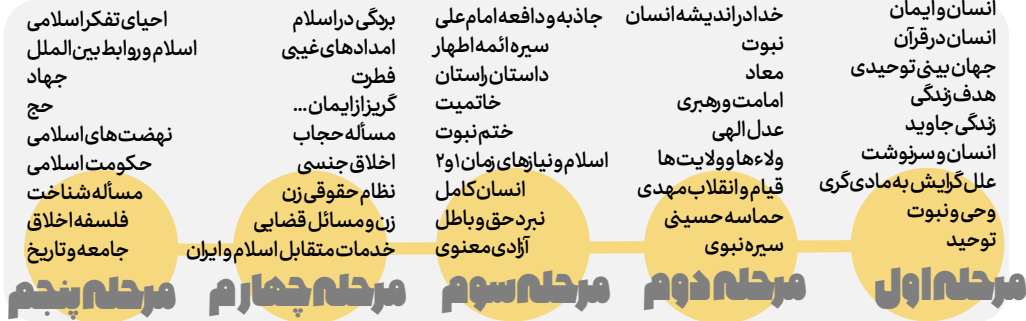 انسان و ایمان
انسان در قرآن
جهان بینی توحیدی
هدف زندگی
زندگی جاوید
انسان و سرنوشت
علل گرایش به مادی گری
وحی و نبوت
توحید
مرحله اول
خدا در اندیشه انسان
نبوت
معاد
امامت و رهبری
عدل الهی
ولاءها و ولایت ها
قیام و انقلاب مهدی
حماسه حسینی
سیره نبوی
مرحله دوم
جاذبه و دافعه امام علی
سیره ائمه اطهار
داستان راستان
خاتمیت
ختم نبوت
اسلام و نیازهای زمان ۱ و ۲
انسان کامل
نبرد حق و باطل
آزادی معنوی
مرحله سوم
بردگی در اسلام
امدادهای غیبی
فطرت
گریز از ایمان...
مسأله حجاب
اخلاق جنسی
نظام حقوقی زن
زن و مسائل قضایی
خدمات متقابل اسلام و ایران
مرحله چهارم
احیای تفکر اسلامی
اسلام و روابط بین الملل
جهاد
حج
نهضت های اسلامی
حکومت اسلامی
مسأله شناخت
فلسفه اخلاق
جامعه و تاریخ
مرحله پنجم